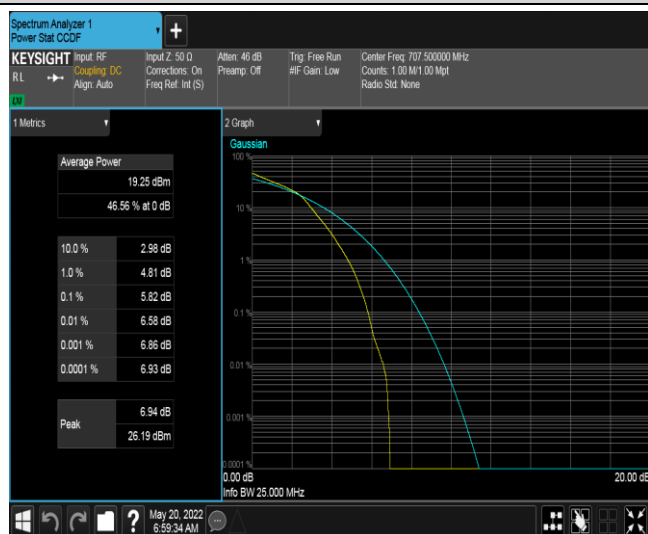 Spectrum Analyzer 1
Power Stat CCDF
+
KEYSIGHT
RL
LXI
Input: RF
Coupling: DC
Align: Auto
Input Z: 50 Ω
Corrections: On
Freq Ref: Int (S)
Atten: 46 dB
Preamp: Off
Trig: Free Run
#IF Gain: Low
Center Freq: 707.500000 MHz
Counts: 1.00 M/1.00 Mpt
Radio Std: None
1 Metrics
Average Power
19.25 dBm
46.56 % at 0 dB
10.0 % 2.98 dB
1.0 % 4.81 dB
0.1 % 5.82 dB
0.01 % 6.58 dB
0.001 % 6.86 dB
0.0001 % 6.93 dB
Peak
6.94 dB
26.19 dBm
2 Graph
Gaussian
100 %
10 %
1 %
0.1 %
0.01 %
0.001 %
0.0001 %
0.00 dB 20.00 dB
Info BW 25.000 MHz
?
May 20, 2022
6:59:34 AM